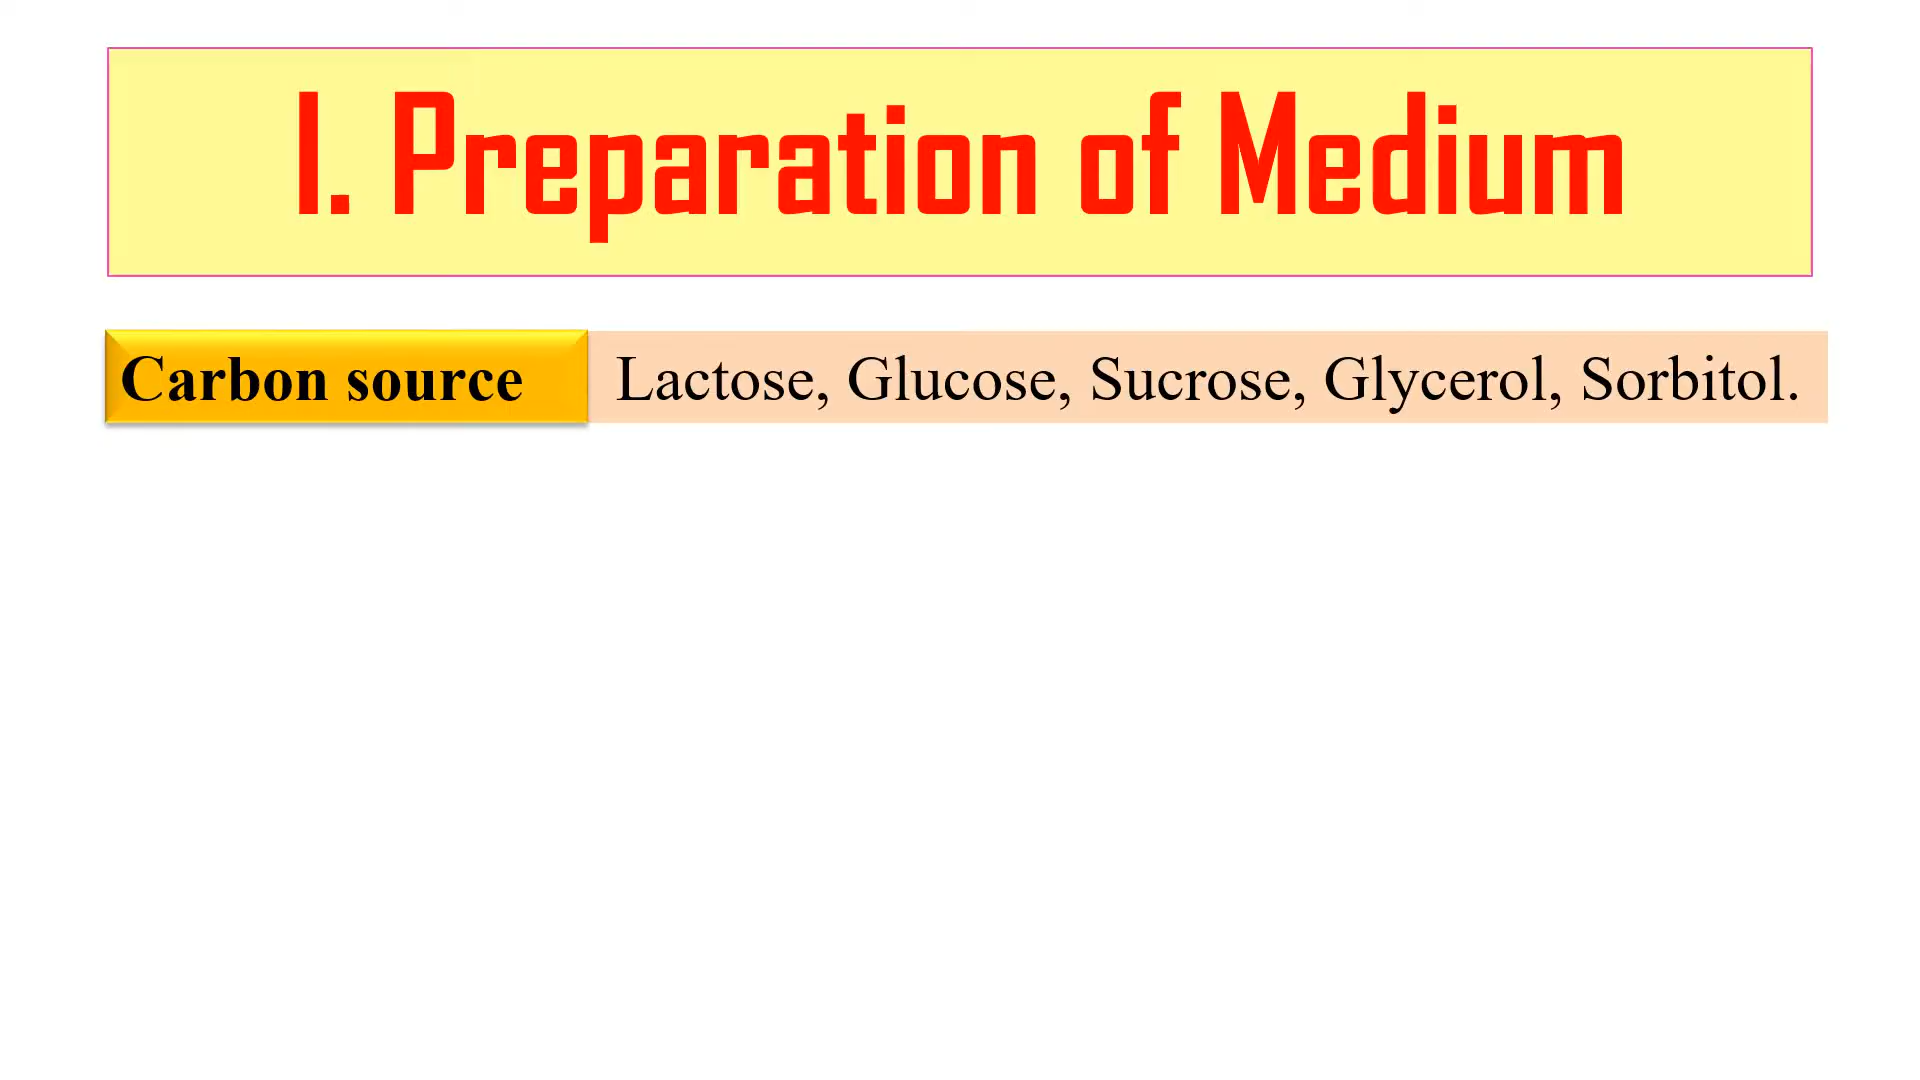 I. Preparation of Medium
Carbon source Lactose, Glucose, Sucrose, Glycerol, Sorbitol.